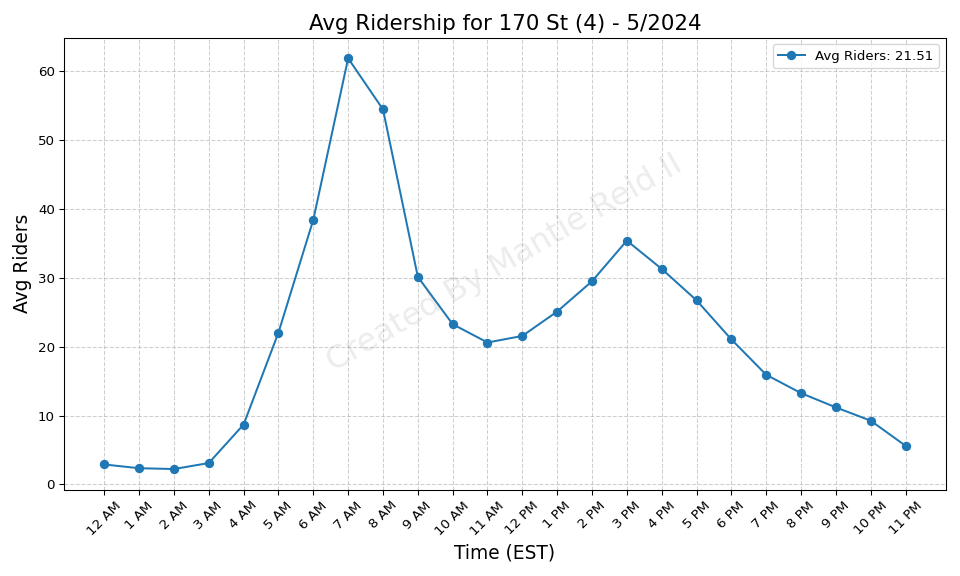 Avg Ridership for 170 St (4) - 5/2024
Avg Riders: 21.51
60
50
40
30
20
10
0
Avg Riders
Created By Mantie Reid II
12 AM
1 AM
2 AM
3 AM
4 AM
5 AM
6 AM
7 AM
8 AM
9 AM
10 AM
11 AM
12 PM
1 PM
2 PM
3 PM
4 PM
5 PM
6 PM
7 PM
8 PM
9 PM
10 PM
11 PM
Time (EST)